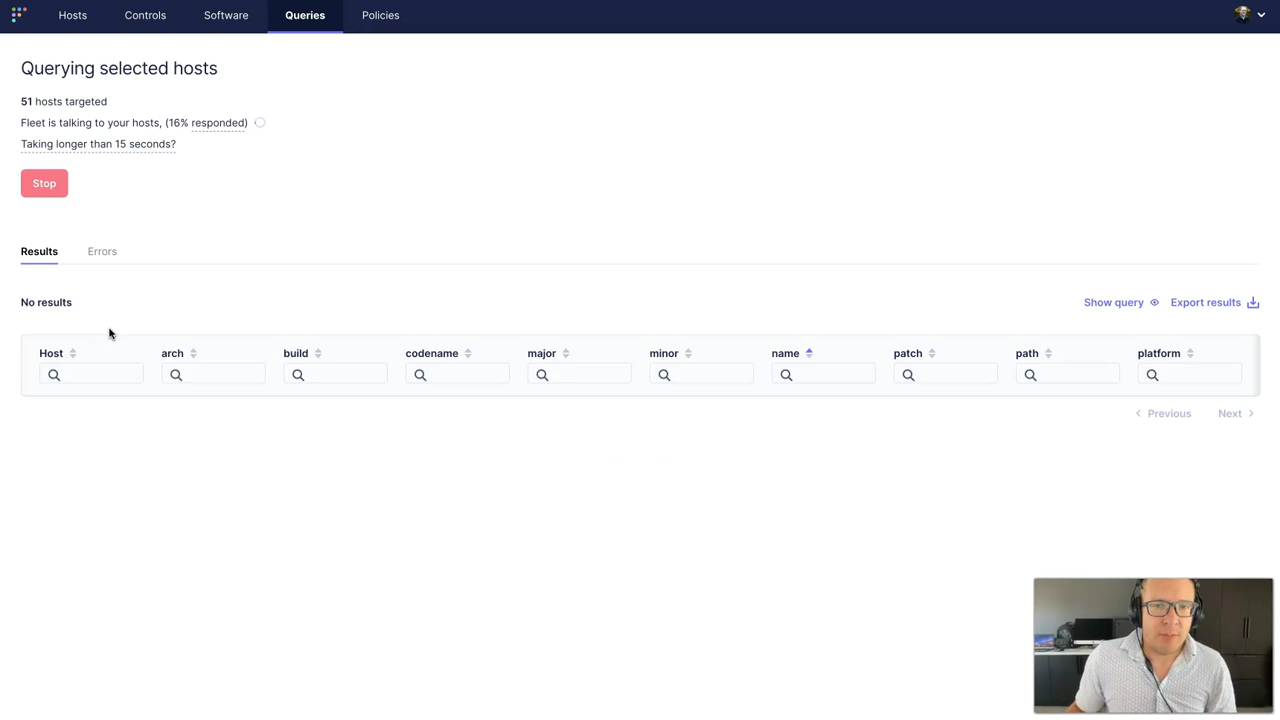 Hosts Controls Software Queries Policies
Querying selected hosts
51 hosts targeted
Fleet is talking to your hosts, (16% responded)
Taking longer than 15 seconds?
Stop
Results Errors
No results Show query Export results
Host arch build codename major minor name patch path platform
Previous Next